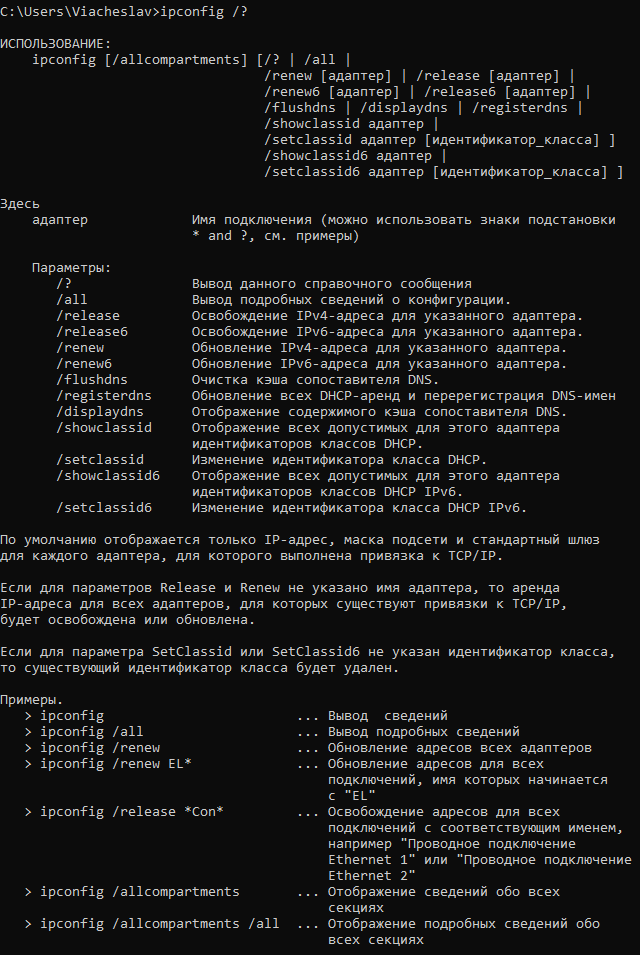 C:\Users\Viacheslav>ipconfig /?

ИСПОЛЬЗОВАНИЕ:
    ipconfig [/allcompartments] [/? | /all |
                                 /renew [адаптер] | /release [адаптер] |
                                 /renew6 [адаптер] | /release6 [адаптер] |
                                 /flushdns | /displaydns | /registerdns |
                                 /showclassid адаптер |
                                 /setclassid адаптер [идентификатор_класса] ]
                                 /showclassid6 адаптер |
                                 /setclassid6 адаптер [идентификатор_класса] ]

Здесь
    адаптер             Имя подключения (можно использовать знаки подстановки
                        * and ?, см. примеры)

    Параметры:
       /?               Вывод данного справочного сообщения
       /all             Вывод подробных сведений о конфигурации.
       /release         Освобождение IPv4-адреса для указанного адаптера.
       /release6        Освобождение IPv6-адреса для указанного адаптера.
       /renew           Обновление IPv4-адреса для указанного адаптера.
       /renew6          Обновление IPv6-адреса для указанного адаптера.
       /flushdns        Очистка кэша сопоставителя DNS.
       /registerdns     Обновление всех DHCP-аренд и перерегистрация DNS-имен
       /displaydns      Отображение содержимого кэша сопоставителя DNS.
       /showclassid     Отображение всех допустимых для этого адаптера
                        идентификаторов классов DHCP.
       /setclassid      Изменение идентификатора класса DHCP.
       /showclassid6    Отображение всех допустимых для этого адаптера
                        идентификаторов классов DHCP IPv6.
       /setclassid6     Изменение идентификатора класса DHCP IPv6.

По умолчанию отображается только IP-адрес, маска подсети и стандартный шлюз
для каждого адаптера, для которого выполнена привязка к TCP/IP.

Если для параметров Release и Renew не указано имя адаптера, то аренда
IP-адреса для всех адаптеров, для которых существуют привязки к TCP/IP,
будет освобождена или обновлена.

Если для параметра SetClassid или SetClassid6 не указан идентификатор класса,
то существующий идентификатор класса будет удален.

Примеры.
   > ipconfig                        ... Вывод  сведений
   > ipconfig /all                   ... Вывод подробных сведений
   > ipconfig /renew                 ... Обновление адресов всех адаптеров
   > ipconfig /renew EL*             ... Обновление адресов для всех
                                         подключений, имя которых начинается
                                         с "EL"
   > ipconfig /release *Con*         ... Освобождение адресов для всех
                                         подключений с соответствующим именем,
                                         например "Проводное подключение
                                         Ethernet 1" или "Проводное подключение
                                         Ethernet 2"
   > ipconfig /allcompartments       ... Отображение сведений обо всех
                                         секциях
   > ipconfig /allcompartments /all  ... Отображение подробных сведений обо
                                         всех секциях